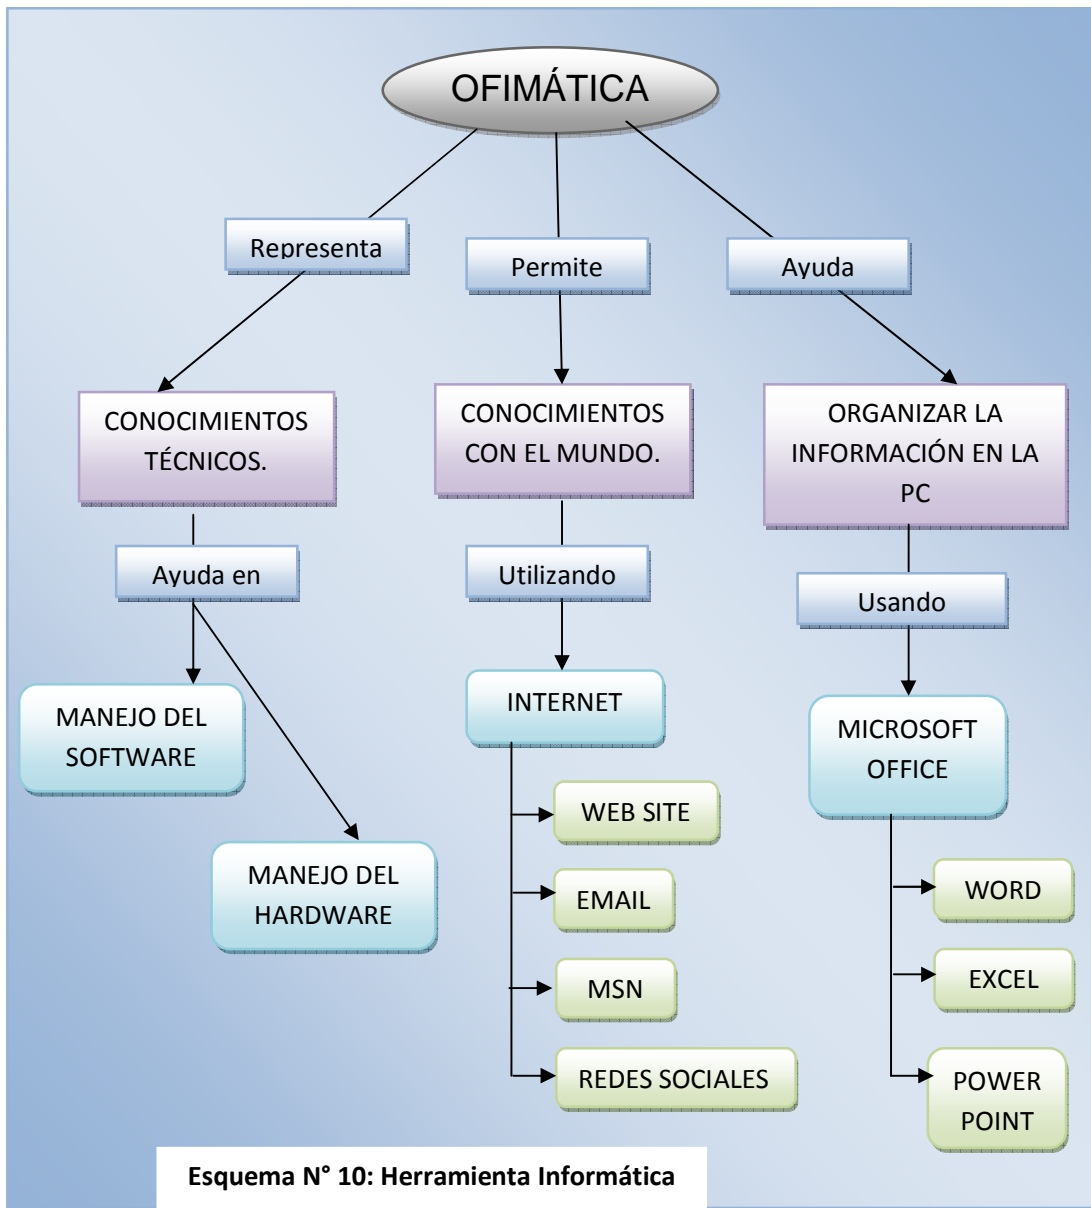 OFIMÁTICA
Representa
Permite
Ayuda
CONOCIMIENTOS
TÉCNICOS.
CONOCIMIENTOS
CON EL MUNDO.
ORGANIZAR LA
INFORMACIÓN EN LA
PC
Ayuda en
Utilizando
Usando
MANEJO DEL
SOFTWARE
MANEJO DEL
HARDWARE
INTERNET
WEB SITE
EMAIL
MSN
REDES SOCIALES
MICROSOFT
OFFICE
WORD
EXCEL
POWER
POINT
Esquema N° 10: Herramienta Informática